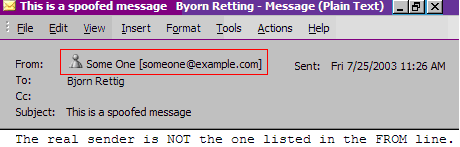 This is a spoofed message   Byorn Retting - Message (Plain Text)
File Edit View Insert Format Tools Actions Help
From: Some One [someone@example.com] Sent: Fri 7/25/2003 11:26 AM
To: Bjorn Rettig
Cc:
Subject: This is a spoofed message
The real sender is NOT the one listed in the FROM line.